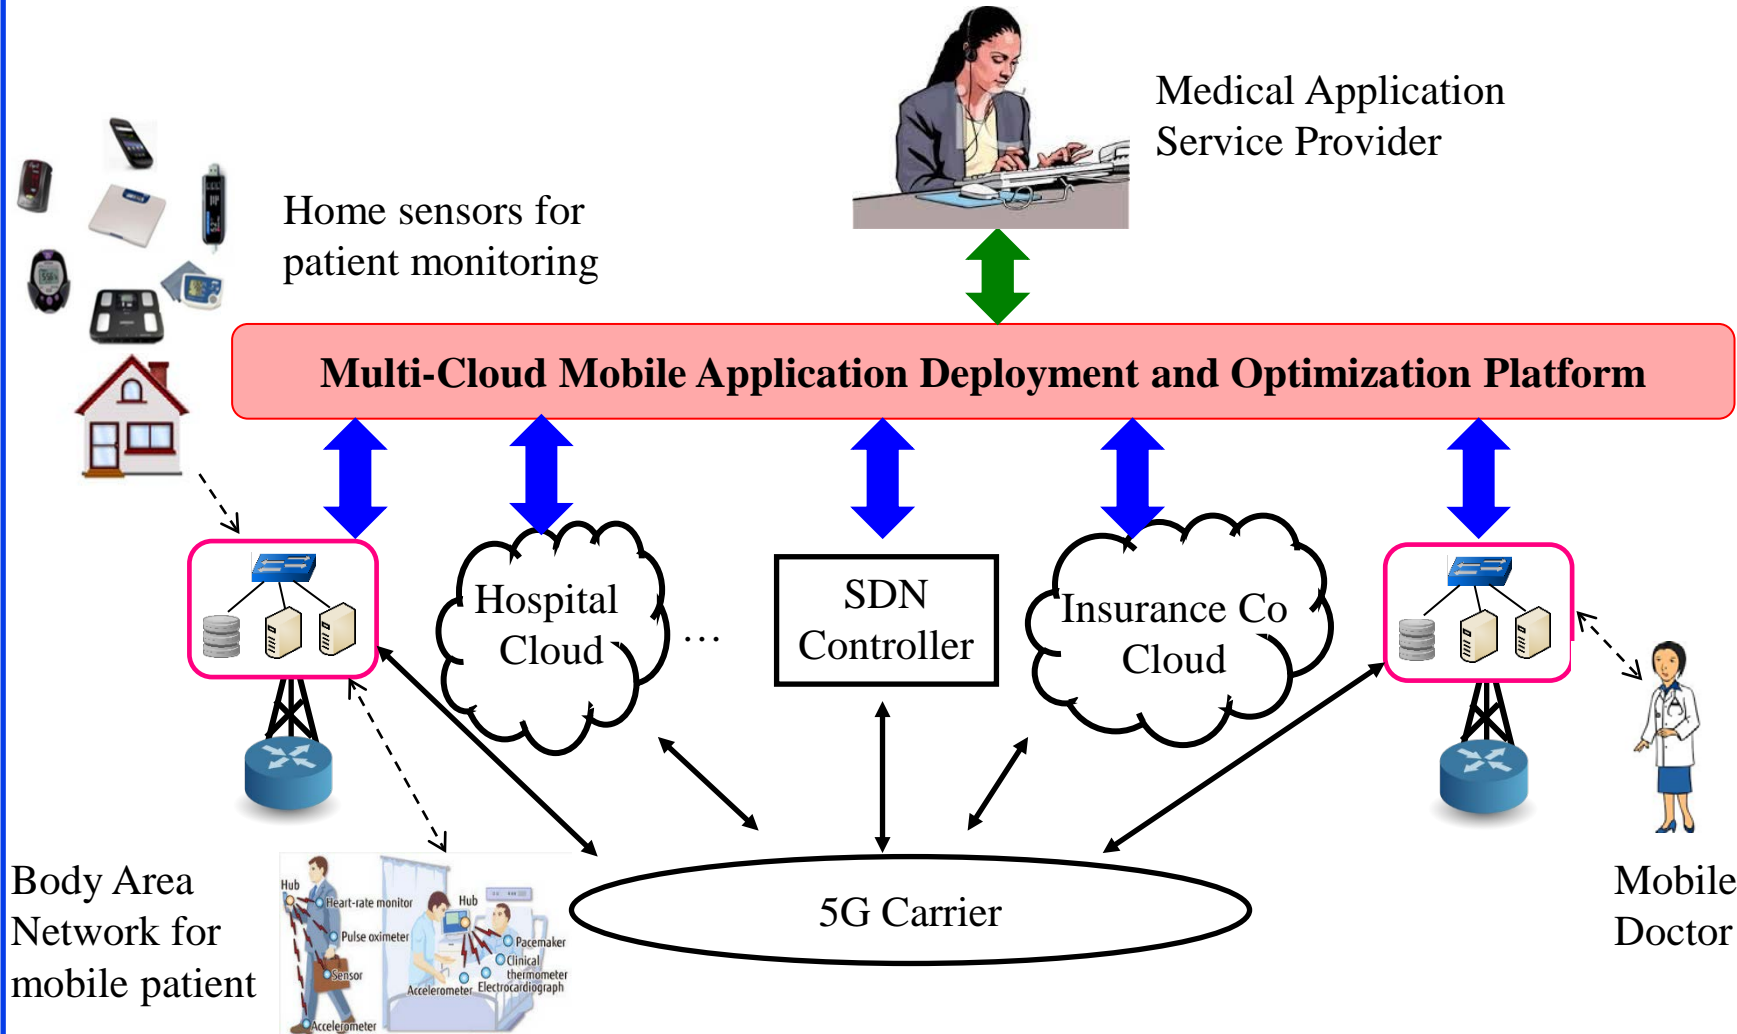 Medical Application
Service Provider
Home sensors for
patient monitoring
Multi-Cloud Mobile Application Deployment and Optimization Platform
Hospital
Cloud
...
SDN
Controller
Insurance Co
Cloud
5G Carrier
Body Area
Network for
mobile patient
Hub
Heart-rate monitor
Pulse oximeter
Sensor
Accelerometer
Hub
Pacemaker
Clinical
thermometer
Accelerometer
Electrocardiograph
Mobile
Doctor